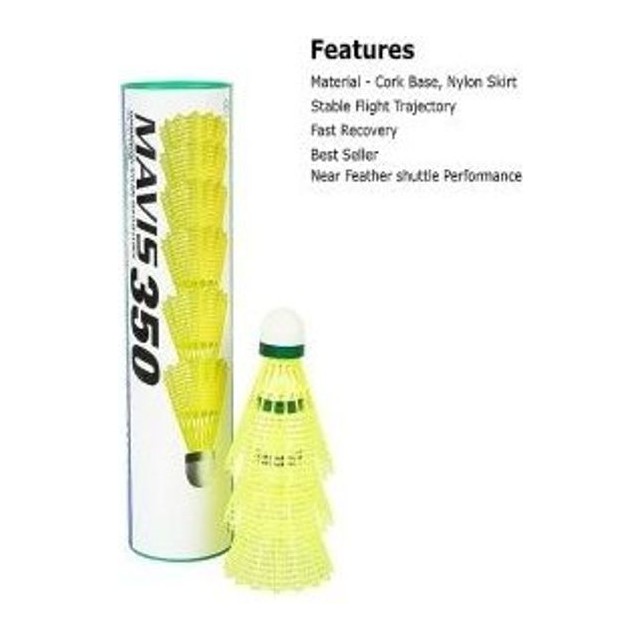 Features
Material - Cork Base, Nylon Skirt
Stable Flight Trajectory
Fast Recovery
Best Seller
Near Feather shuttle Performance
MAVIS 350